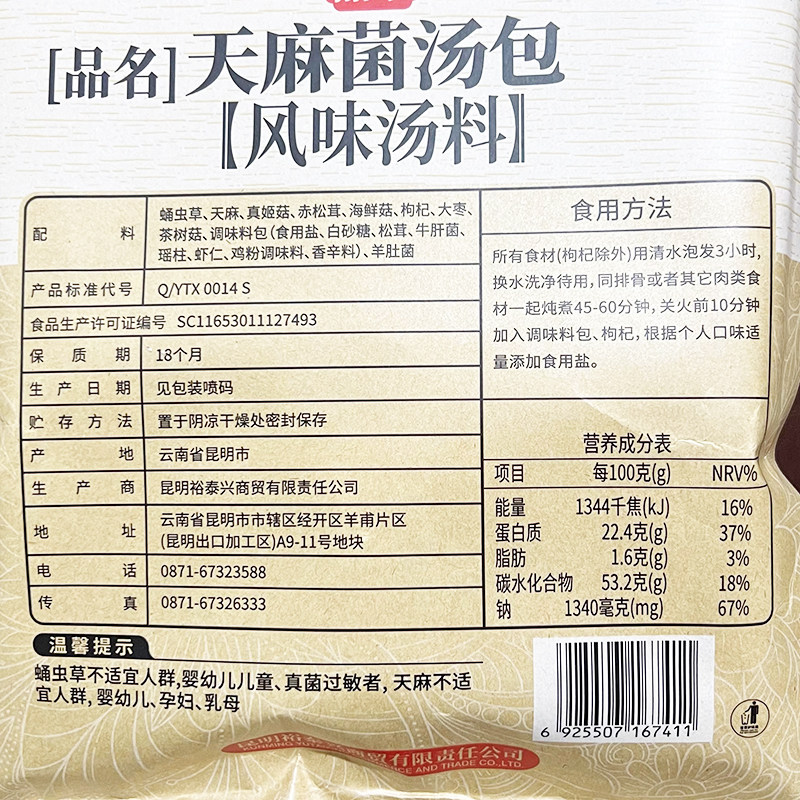 [品名]天麻菌汤包
【风味汤料】
配料
蛹虫草、天麻、真姬菇、赤松茸、海鲜菇、枸杞、大枣、
茶树菇、调味料包(食用盐、白砂糖、松茸、牛肝菌、
瑶柱、虾仁、鸡粉调味料、香辛料)、羊肚菌
产品标准代号 Q/YTX 0014 S
食品生产许可证编号 SC11653011127493
保质期 18个月
生产日期 见包装喷码
贮存方法 置于阴凉干燥处密封保存
产地 云南省昆明市
生产商 昆明裕泰兴商贸有限责任公司
地址
云南省昆明市市辖区经开区羊甫片区
(昆明出口加工区)A9-11号地块
电话 0871-67323588
传真 0871-67326333
食用方法
所有食材(枸杞除外)用清水泡发3小时,
换水洗净待用,同排骨或者其它肉类食
材一起炖煮45-60分钟,关火前10分钟
加入调味料包、枸杞,根据个人口味适
量添加食用盐。
营养成分表
项目 每100克(g) NRV%
能量 1344千焦(kJ) 16%
蛋白质 22.4克(g) 37%
脂肪 1.6克(g) 3%
碳水化合物 53.2克(g) 18%
钠 1340毫克(mg) 67%
温馨提示
蛹虫草不适宜人群,婴幼儿儿童、真菌过敏者,天麻不适
宜人群,婴幼儿、孕妇、乳母
6 925507 167411
商贸有限责任公司
AND TRADE CO.,LTD.